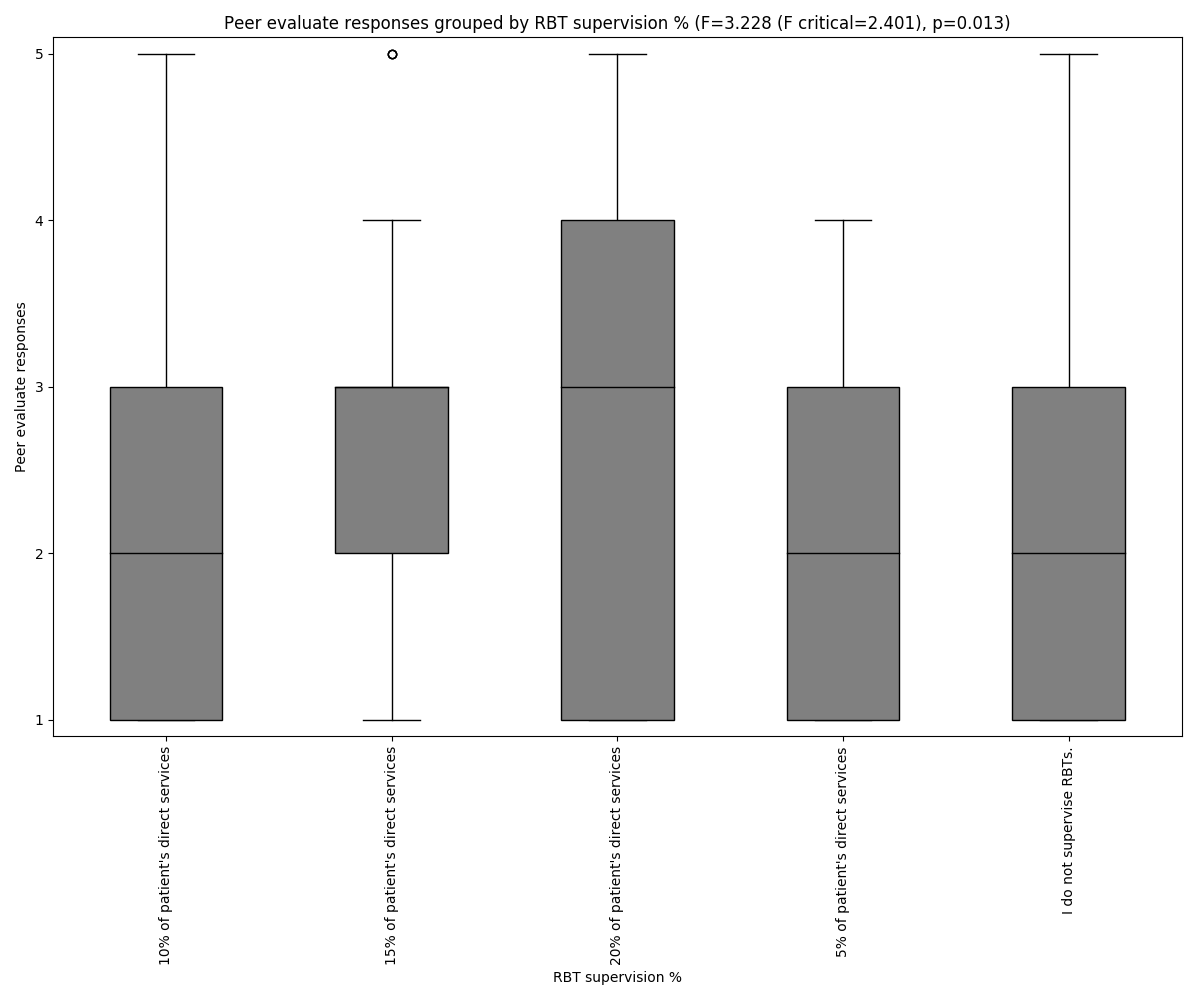 Peer evaluate responses grouped by RBT supervision % (F=3.228 (F critical=2.401), p=0.013)
Peer evaluate responses
5
4
3
2
1
10% of patient's direct services
15% of patient's direct services
20% of patient's direct services
5% of patient's direct services
I do not supervise RBTs.
RBT supervision %